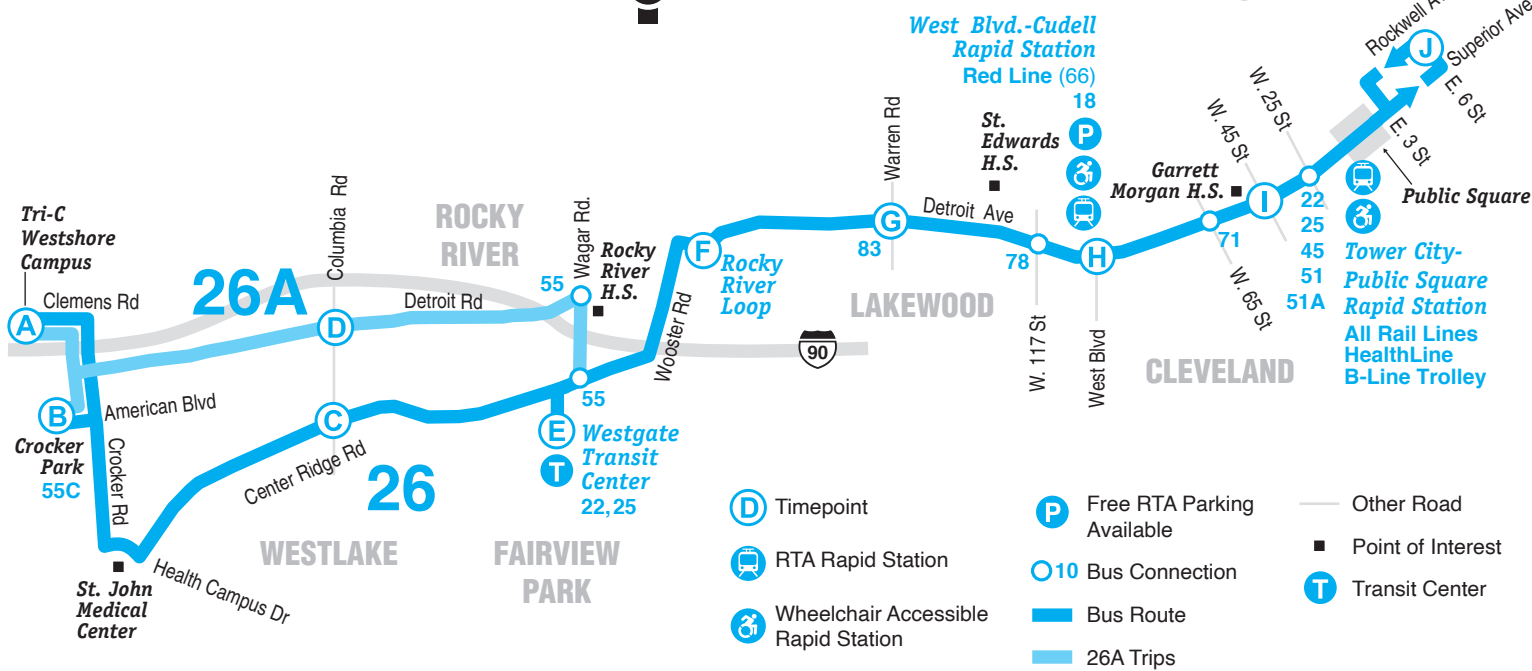 West Blvd.-Cudell
Rapid Station
Red Line (66)
18
P
Rockwell
Superior Ave
J
E. 6 St
E. 3 St
W. 25 St
W. 45 St
Public Square
Warren Rd
St.
Edwards
H.S.
Garrett
Morgan H.S.
I
22
25
45
51
51A
Tower City-
Public Square
Rapid Station
All Rail Lines
HealthLine
B-Line Trolley
71
W. 65 St
Tri-C
Westshore
Campus
Clemens Rd
A
26A
Columbia Rd
ROCKY
RIVER
Detroit Rd
D
55
Wagar Rd.
Rocky
River
H.S.
F
Rocky
River
Loop
Wooster Rd
G
83
Detroit Ave
78
H
LAKEWOOD
90
W. 117 St
West Blvd
CLEVELAND
B
American Blvd
Crocker
Park
55C
Crocker Rd
C
Center Ridge Rd
26
55
E
T
Westgate
Transit
Center
22,25
WESTLAKE
FAIRVIEW
PARK
St. John
Medical
Center
Health Campus Dr
D Timepoint
RTA Rapid Station
Wheelchair Accessible
Rapid Station
P Free RTA Parking
Available
10 Bus Connection
Bus Route
26A Trips
Other Road
Point of Interest
T Transit Center